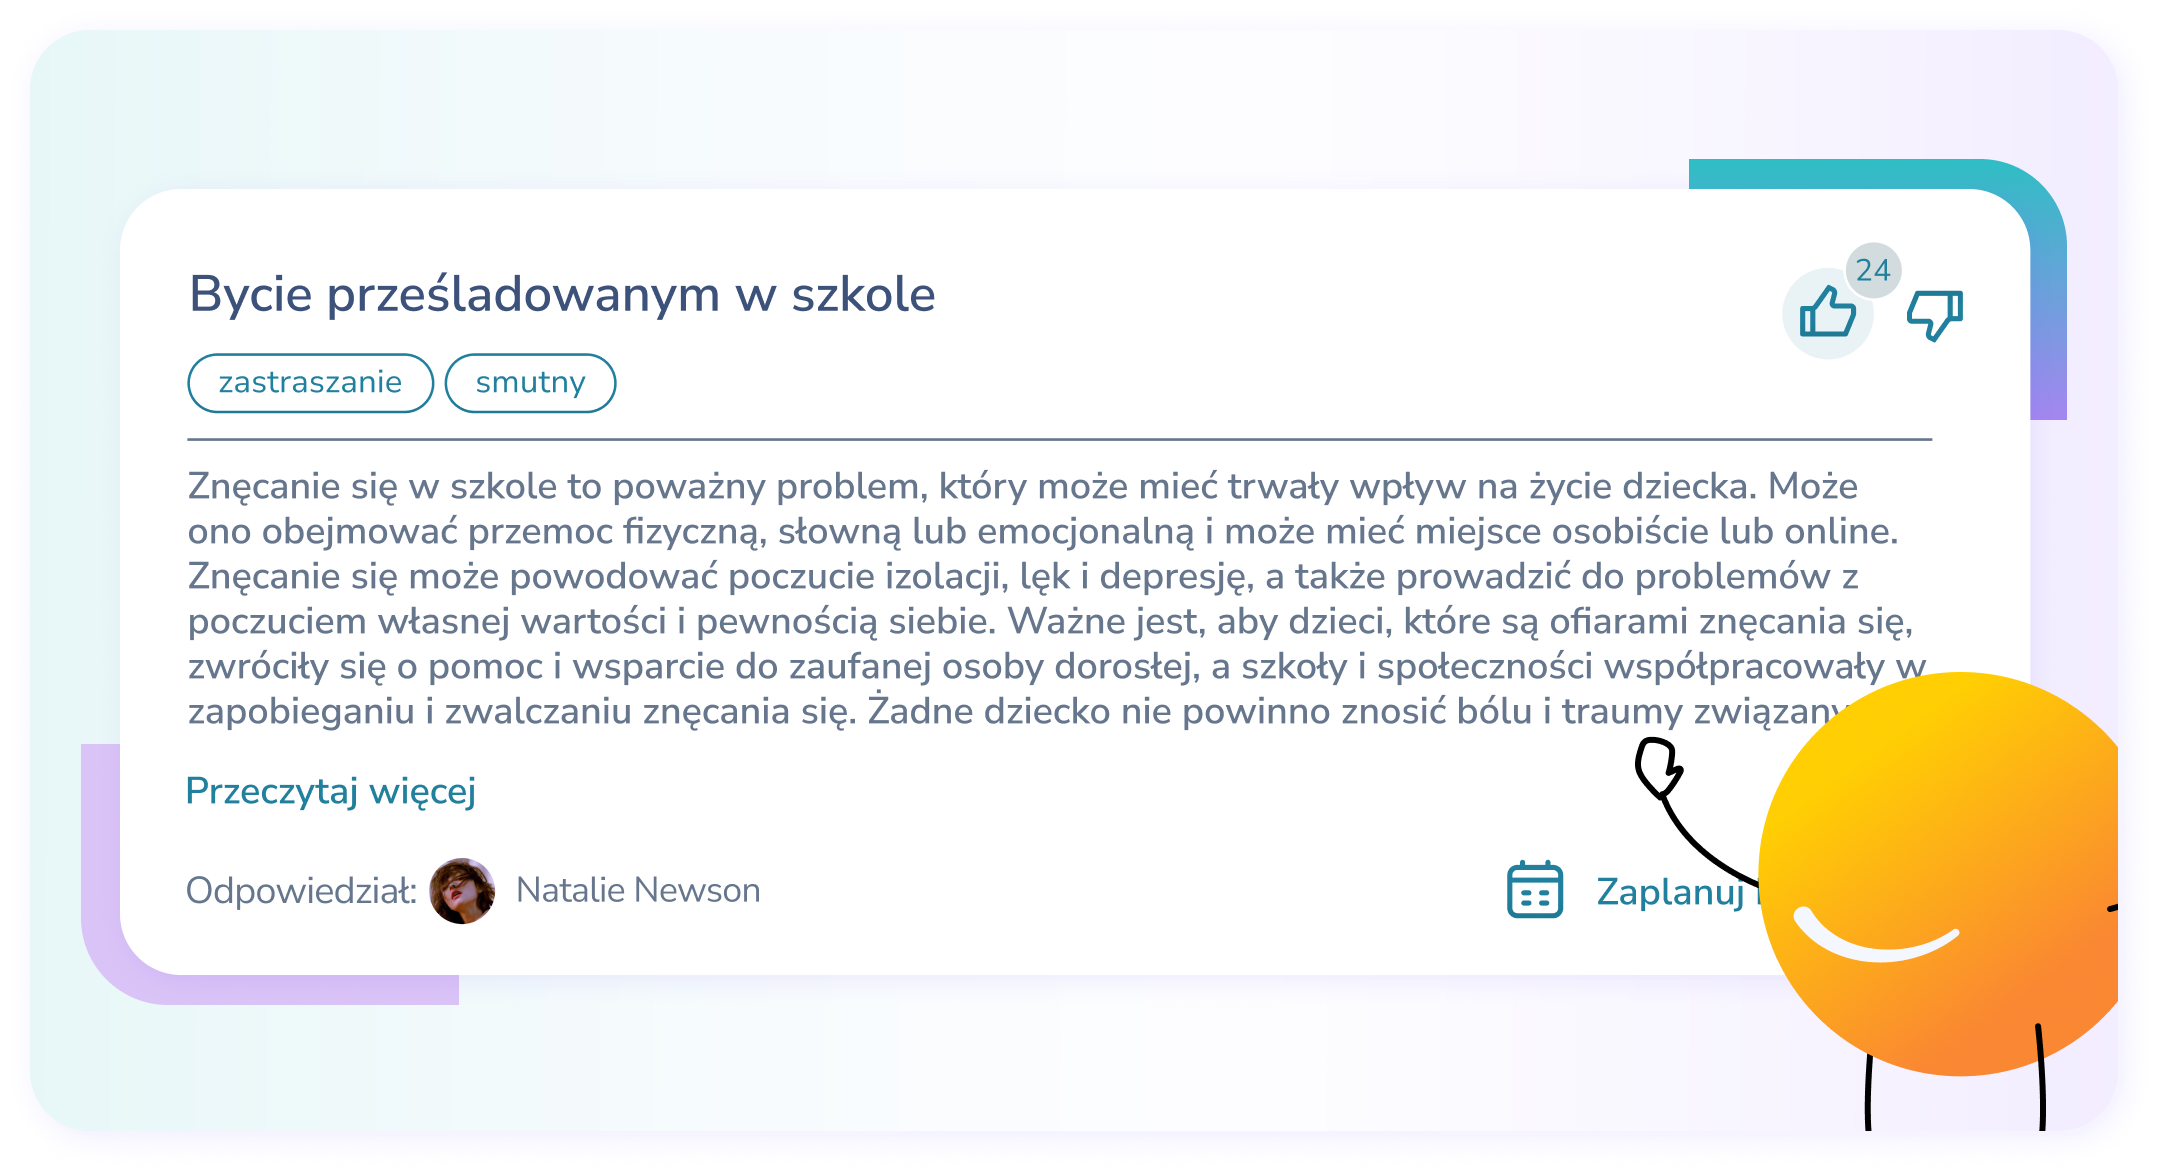 Bycie prześladowanym w szkole
24
zastraszanie
smutny
Znęcanie się w szkole to poważny problem, który może mieć trwały wpływ na życie dziecka. Może
ono obejmować przemoc fizyczną, słowną lub emocjonalną i może mieć miejsce osobiście lub online.
Znęcanie się może powodować poczucie izolacji, lęk i depresję, a także prowadzić do problemów z
poczuciem własnej wartości i pewnością siebie. Ważne jest, aby dzieci, które są ofiarami znęcania się,
zwróciły się o pomoc i wsparcie do zaufanej osoby dorosłej, a szkoły i społeczności współpracowały w
zapobieganiu i zwalczaniu znęcania się. Żadne dziecko nie powinno znosić bólu i traumy
Przeczytaj więcej
Odpowiedział:
Natalie Newson
Zaplanuj